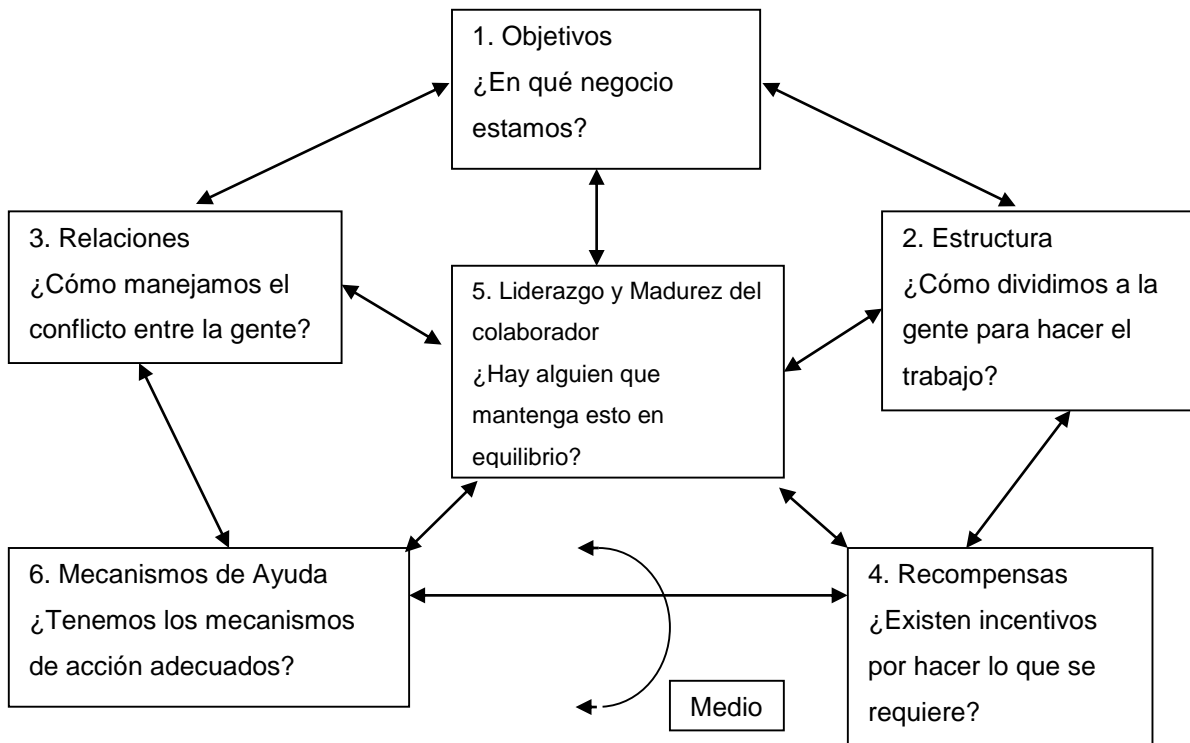 1. Objetivos
¿En qué negocio
estamos?
3. Relaciones
¿Cómo manejamos el
conflicto entre la gente?
5. Liderazgo y Madurez del
colaborador
¿Hay alguien que
mantenga esto en
equilibrio?
2. Estructura
¿Cómo dividimos a la
gente para hacer el
trabajo?
6. Mecanismos de Ayuda
¿Tenemos los mecanismos
de acción adecuados?
Medio
4. Recompensas
¿Existen incentivos
por hacer lo que se
requiere?